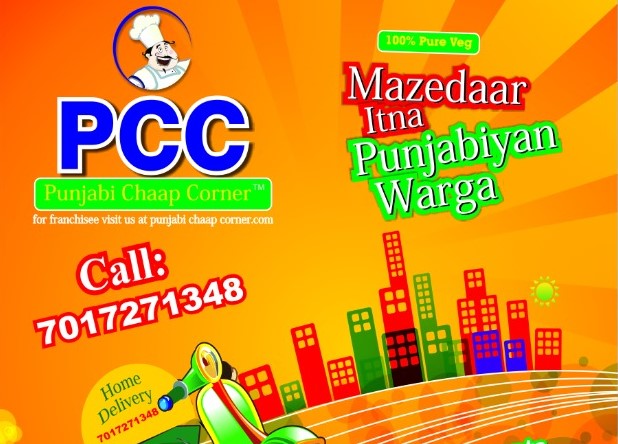 100% Pure Veg
PCC
Punjabi Chaap Corner™
for franchisee visit us at punjabi chaap corner.com
Mazedaar
Itna
Punjabiyan
Warga
Call:
7017271348
Home
Delivery
7017271348